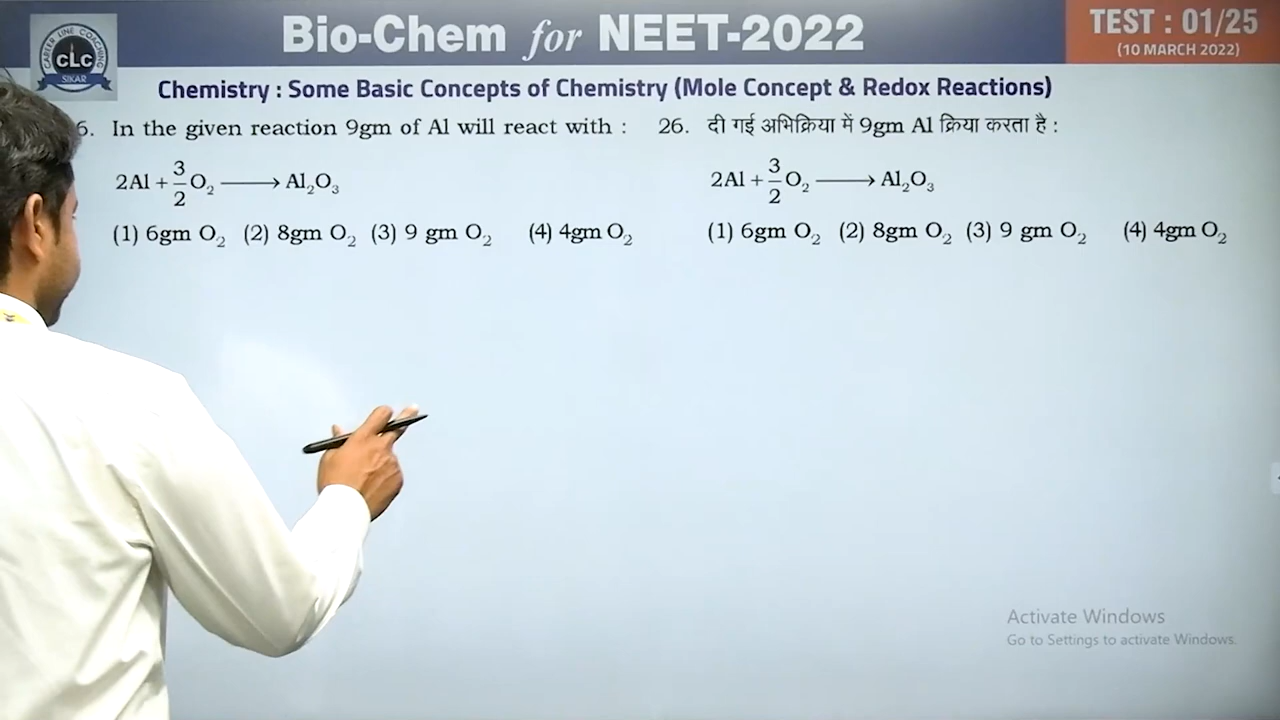 Bio-Chem for NEET-2022
TEST : 01/25
(10 MARCH 2022)
CAREER LINE COACHING
CLC
SIKAR
Chemistry : Some Basic Concepts of Chemistry (Mole Concept & Redox Reactions)
6. In the given reaction 9gm of Al will react with :
2Al + 3/2 O₂ ⟶ Al₂O₃
(1) 6gm O₂ (2) 8gm O₂ (3) 9 gm O₂ (4) 4gm O₂
26. दी गई अभिक्रिया में 9gm Al क्रिया करता है :
2Al + 3/2 O₂ ⟶ Al₂O₃
(1) 6gm O₂ (2) 8gm O₂ (3) 9 gm O₂ (4) 4gm O₂
Activate Windows
Go to Settings to activate Windows.